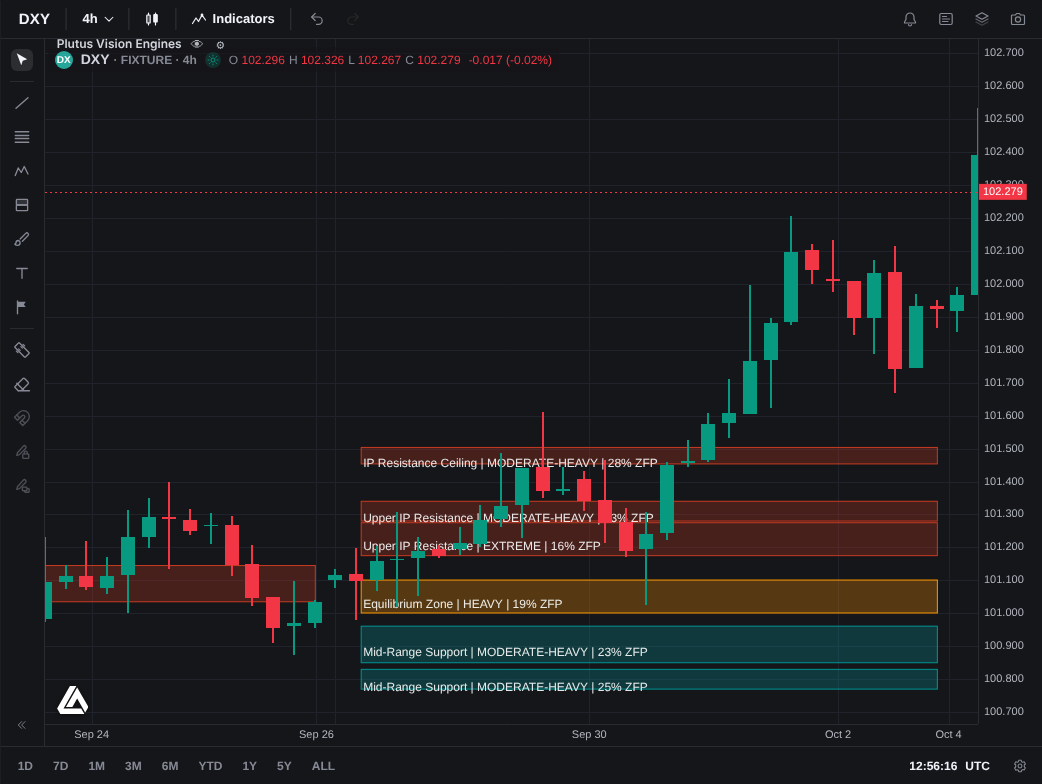 DXY 4h Indicators
Plutus Vision Engines
DX DXY · FIXTURE · 4h O 102.296 H 102.326 L 102.267 C 102.279 -0.017 (-0.02%)
102.700
102.600
102.500
102.400
102.300
102.279
102.200
102.100
102.000
101.900
101.800
101.700
101.600
101.500
IP Resistance Ceiling | MODERATE-HEAVY | 28% ZFP
101.400
101.300
Upper IP Resistance | MODERATE-HEAVY | 3% ZFP
Upper IP Resistance | EXTREME | 16% ZFP
101.200
101.100
Equilibrium Zone | HEAVY | 19% ZFP
101.000
100.900
Mid-Range Support | MODERATE-HEAVY | 23% ZFP
100.800
Mid-Range Support | MODERATE-HEAVY | 25% ZFP
100.700
Sep 24 Sep 26 Sep 30 Oct 2 Oct 4
1D 7D 1M 3M 6M YTD 1Y 5Y ALL 12:56:16 UTC